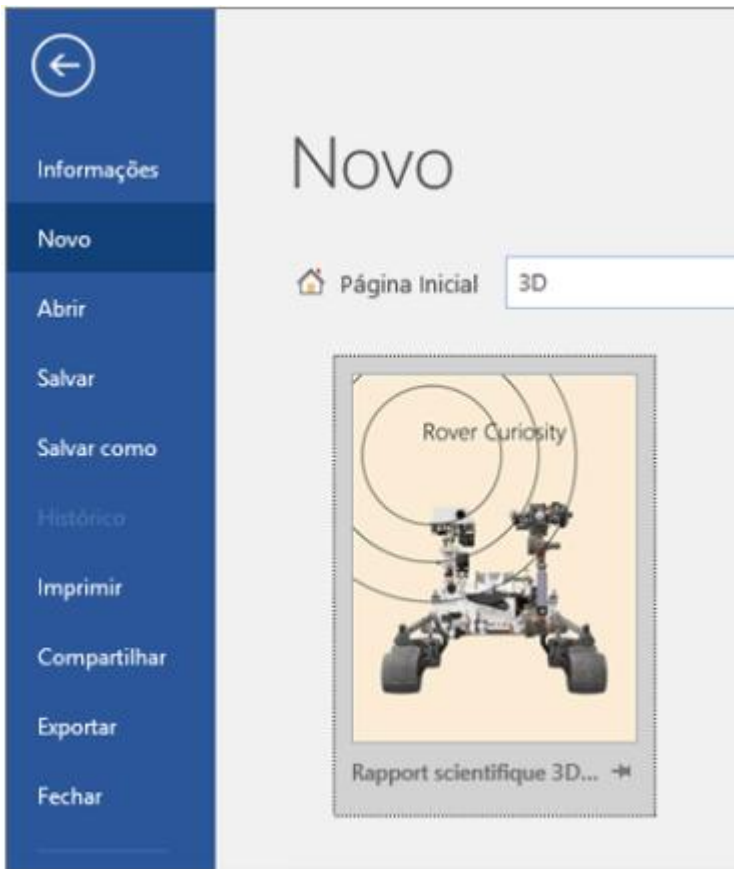 Informações
Novo
Abrir
Salvar
Salvar como
Histórico
Imprimir
Compartilhar
Exportar
Fechar
Novo
Página Inicial
3D
Rover Curiosity
Rapport scientifique 3D...